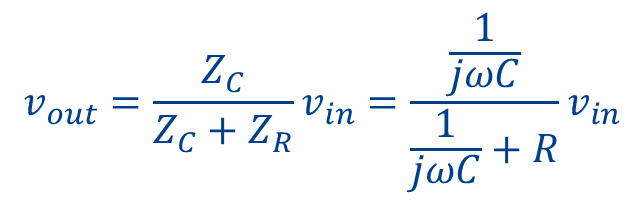 v_out = Z_C / (Z_C + Z_R) v_in = (1 / jωC) / (1 / jωC + R) v_in